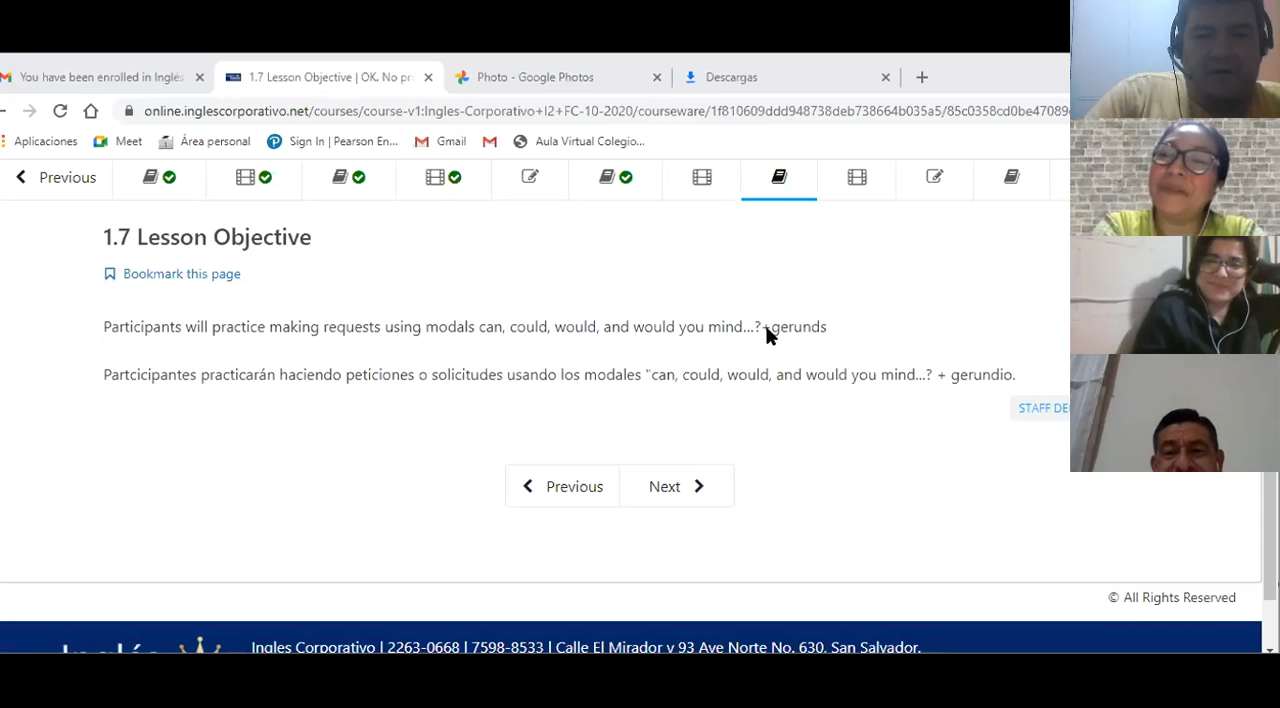 You have been enrolled in Inglés
1.7 Lesson Objective | OK. No pr
Photo - Google Photos
Descargas
online.inglescorporativo.net/courses/course-v1:Ingles-Corporativo+I2+FC-10-2020/courseware/1f810609ddd948738deb738664b035a5/85c0358cd0be47089
Aplicaciones
Meet
Área personal
Sign In | Pearson En...
Gmail
Aula Virtual Colegio...
Previous
1.7 Lesson Objective
Bookmark this page
Participants will practice making requests using modals can, could, would, and would you mind...?+gerunds
Partcicipantes practicarán haciendo peticiones o solicitudes usando los modales "can, could, would, and would you mind...? + gerundio.
STAFF DE
Previous
Next
© All Rights Reserved
Inglés
Ingles Corporativo | 2263-0668 | 7598-8533 | Calle El Mirador y 93 Ave Norte No. 630, San Salvador.